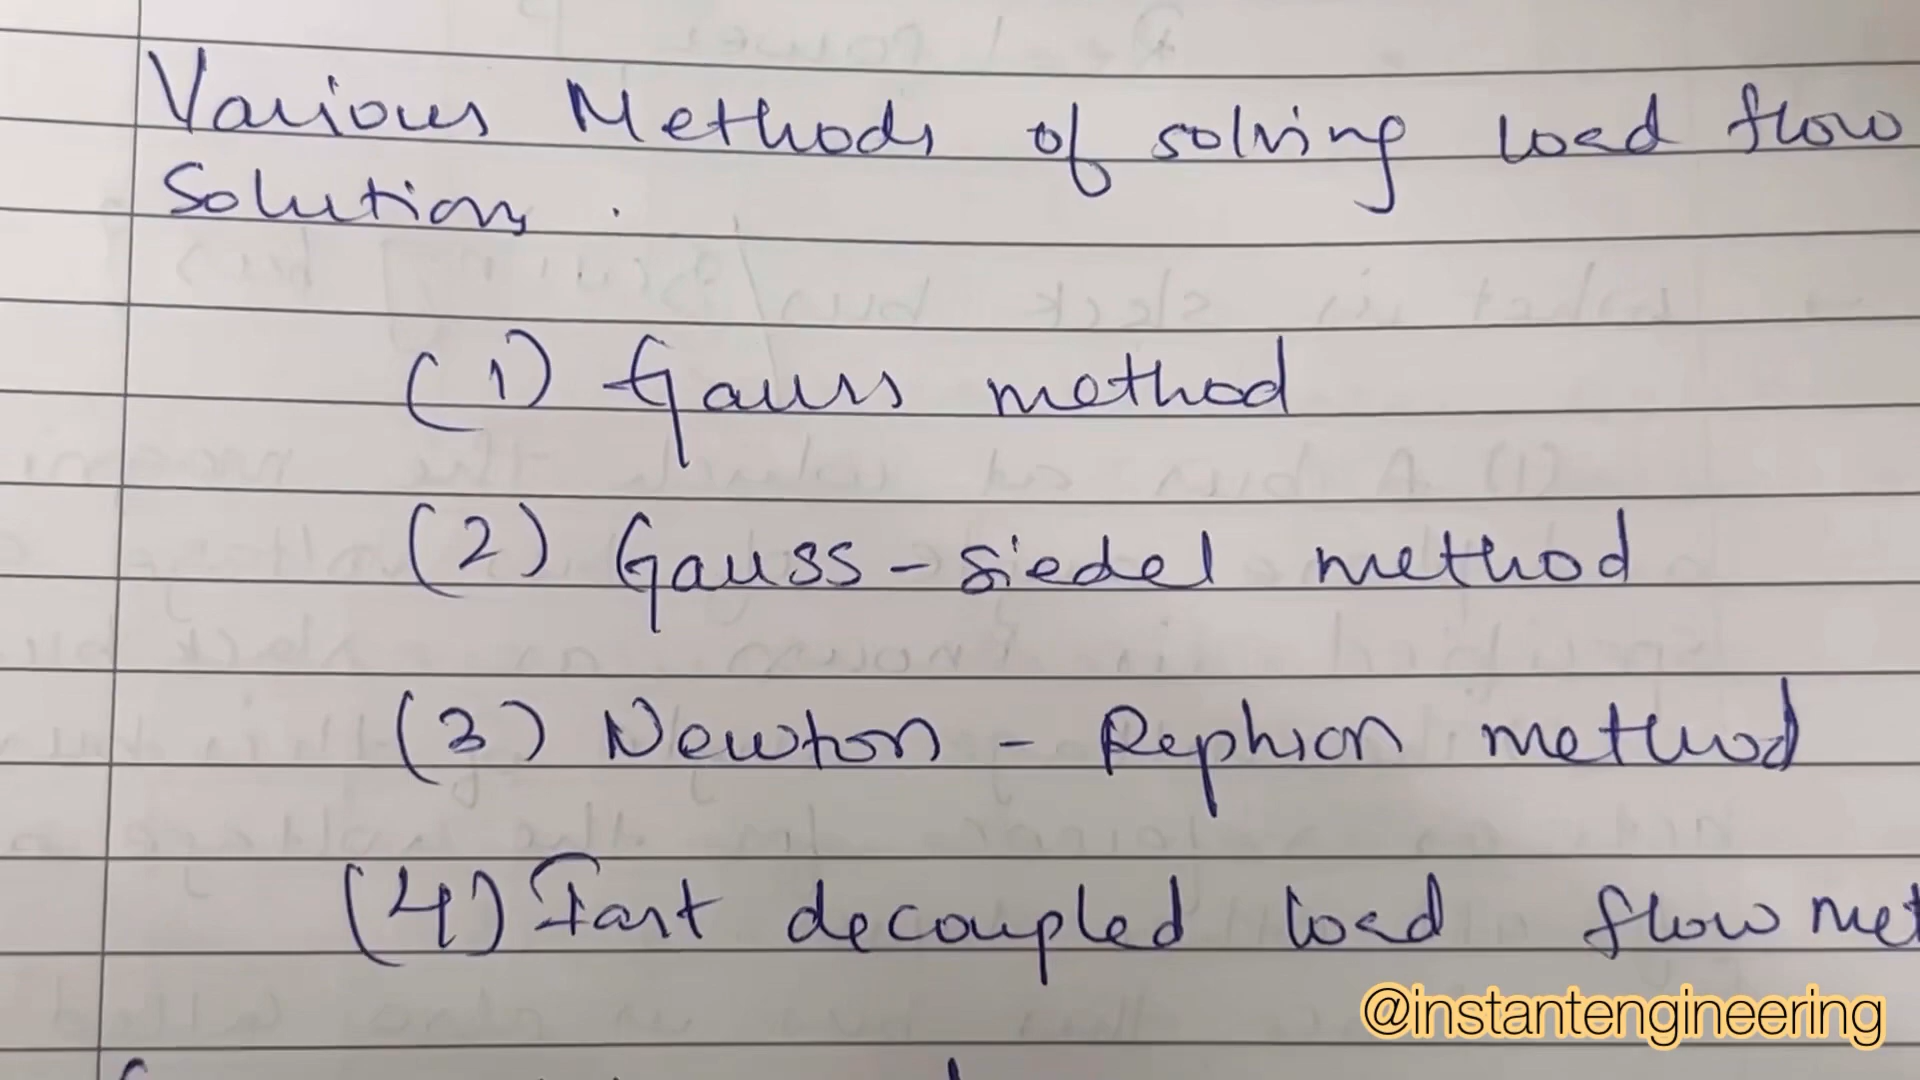 Various Methods of solving load flow
Solutions.
(1) Gauss method
(2) Gauss-siedel method
(3) Newton - Rephson method
(4) Fast decoupled load flow met
@instantengineering